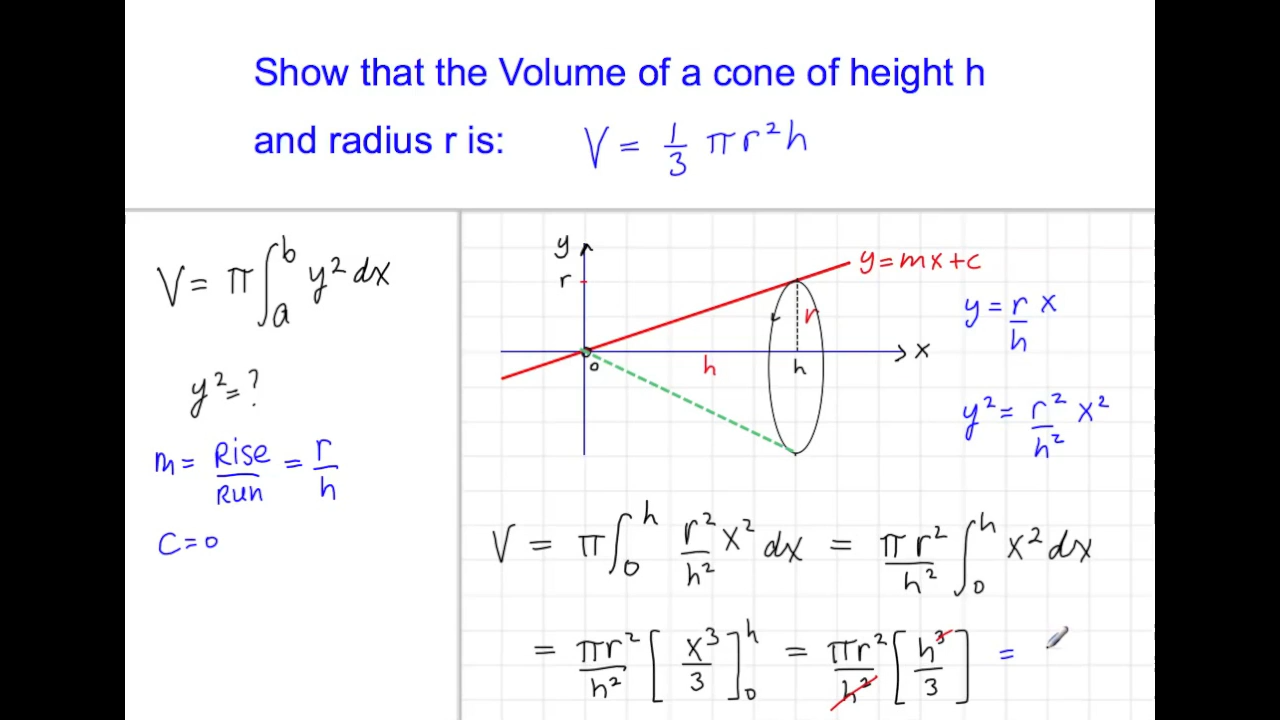 Show that the Volume of a cone of height h
and radius r is: V = 1/3 πr²h
V = π∫ₐᵇ y² dx
y² = ?
m = Rise/Run = r/h
c = 0
y
r
y = mx + c
r
x
o
h
h
y = r/h x
y² = r²/h² x²
V = π∫₀ʰ r²/h² x² dx = πr²/h² ∫₀ʰ x² dx
= πr²/h² [x³/3]₀ʰ = πr²/h² [h³/3] =